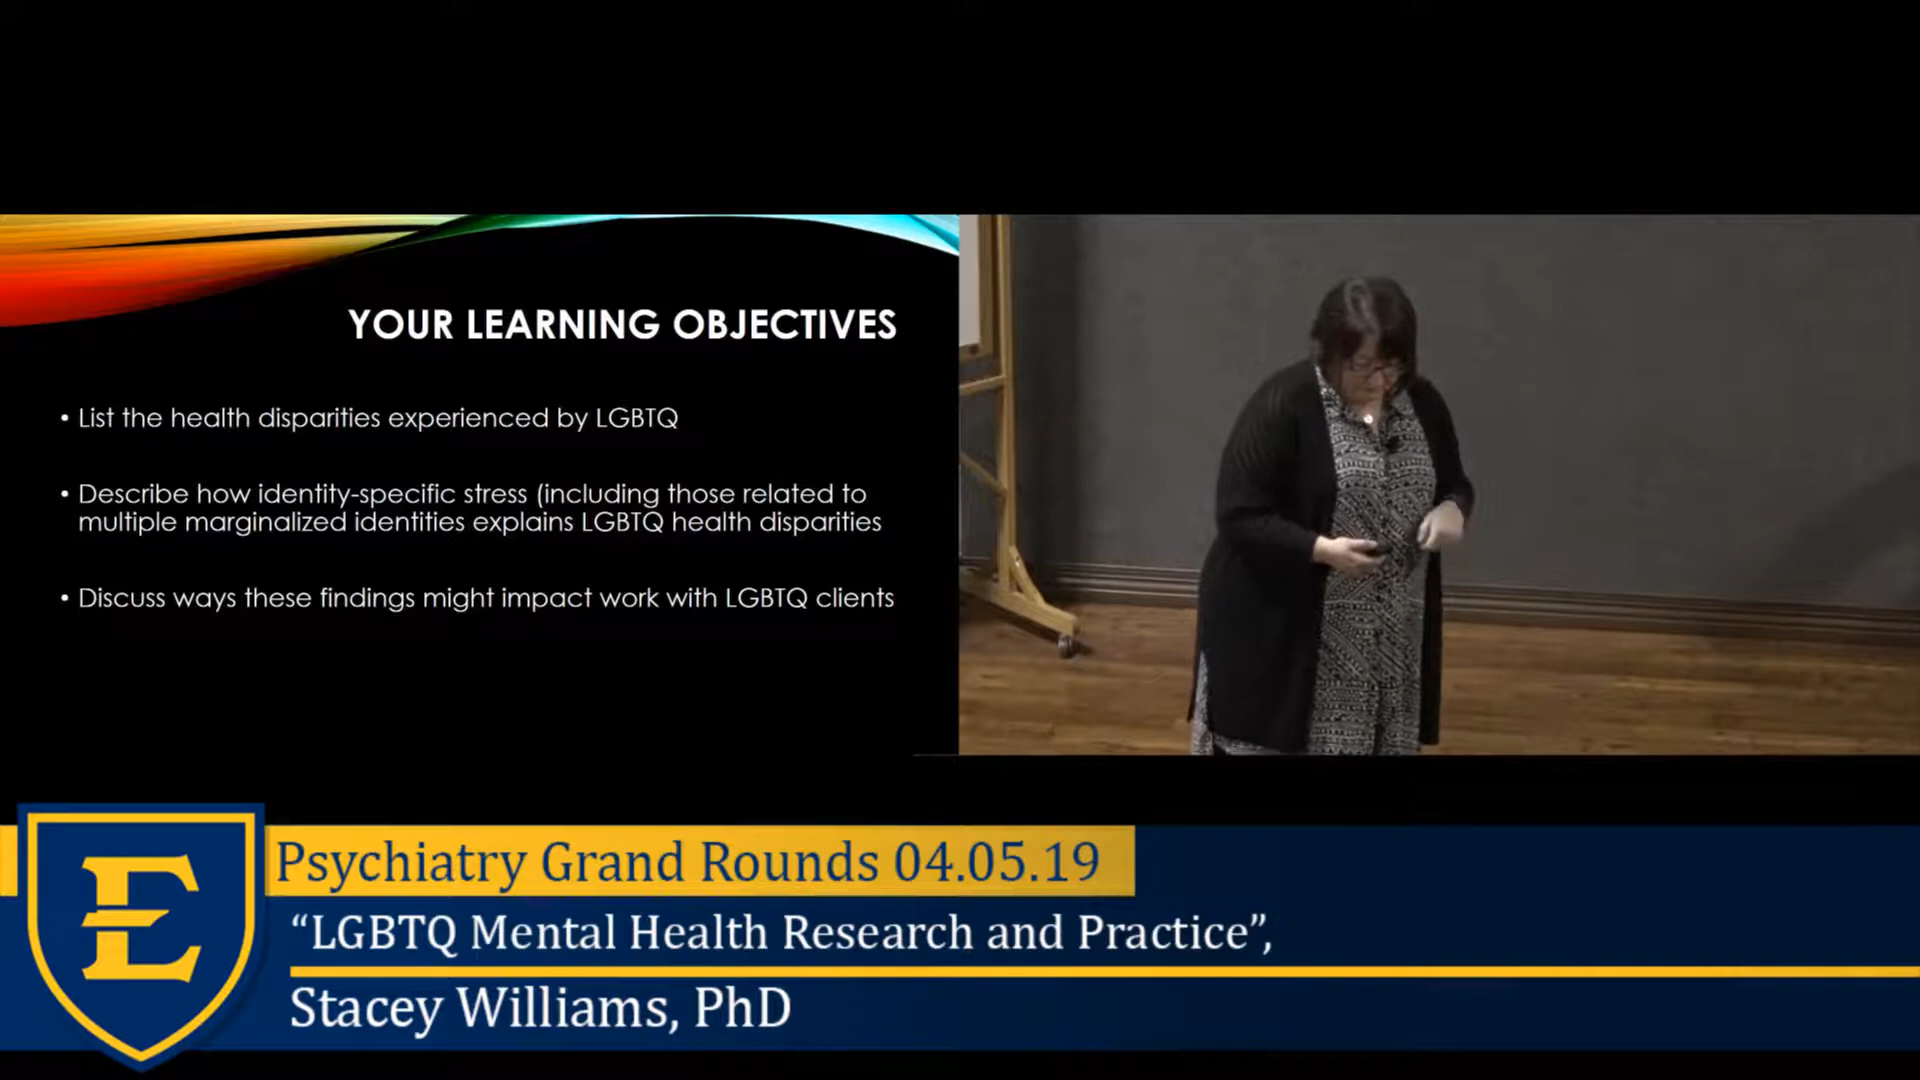 YOUR LEARNING OBJECTIVES
• List the health disparities experienced by LGBTQ
• Describe how identity-specific stress (including those related to
multiple marginalized identities explains LGBTQ health disparities
• Discuss ways these findings might impact work with LGBTQ clients
E
Psychiatry Grand Rounds 04.05.19
“LGBTQ Mental Health Research and Practice”,
Stacey Williams, PhD